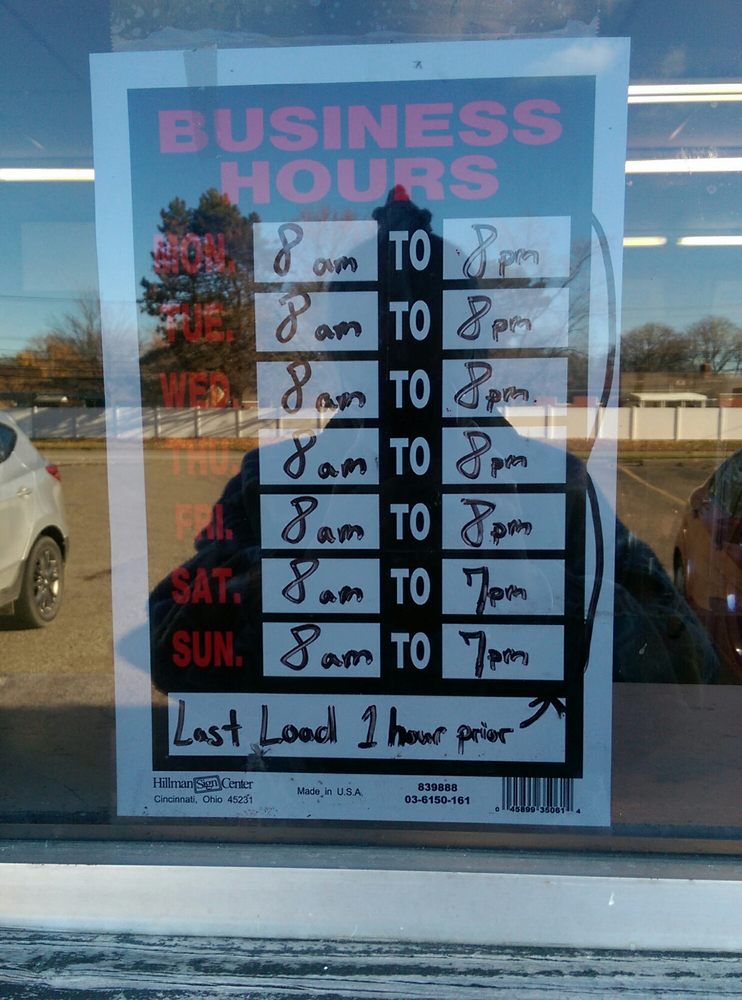 BUSINESS
HOURS
MON. 8 am TO 8 pm
TUE. 8 am TO 8 pm
WED. 8 am TO 8 pm.
THU. 8 am TO 8 pm
FRI. 8 am TO 8 pm
SAT. 8 am TO 7 pm
SUN. 8 am TO 7 pm
Last Load 1 hour prior
Hillman Sign Center
Cincinnati, Ohio 45231
Made in U.S.A.
839888
03-6150-161
0 45899 35061 4